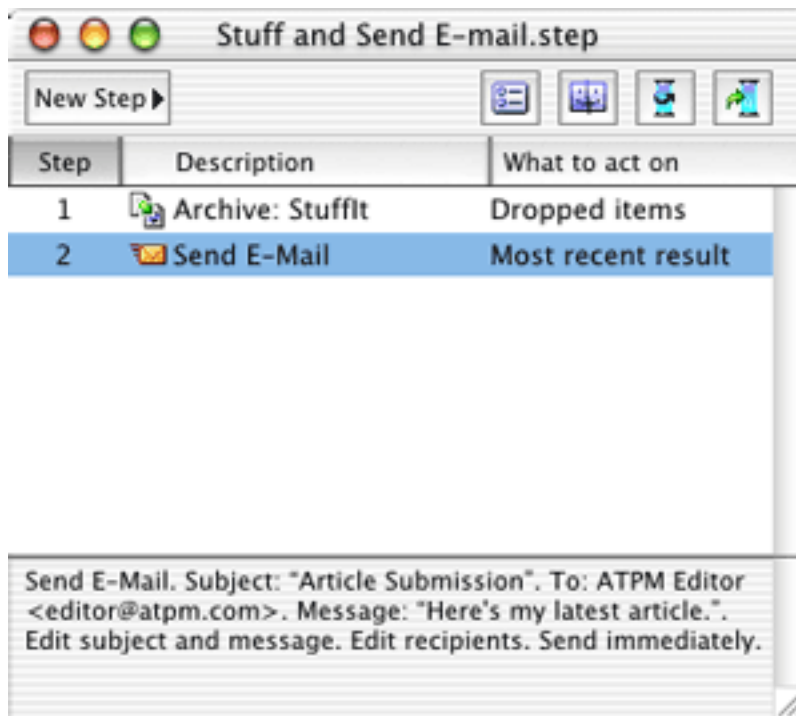 Stuff and Send E-mail.step
New Step
Step Description What to act on
1 Archive: StuffIt Dropped items
2 Send E-Mail Most recent result
Send E-Mail. Subject: "Article Submission". To: ATPM Editor
<editor@atpm.com>. Message: "Here's my latest article.".
Edit subject and message. Edit recipients. Send immediately.